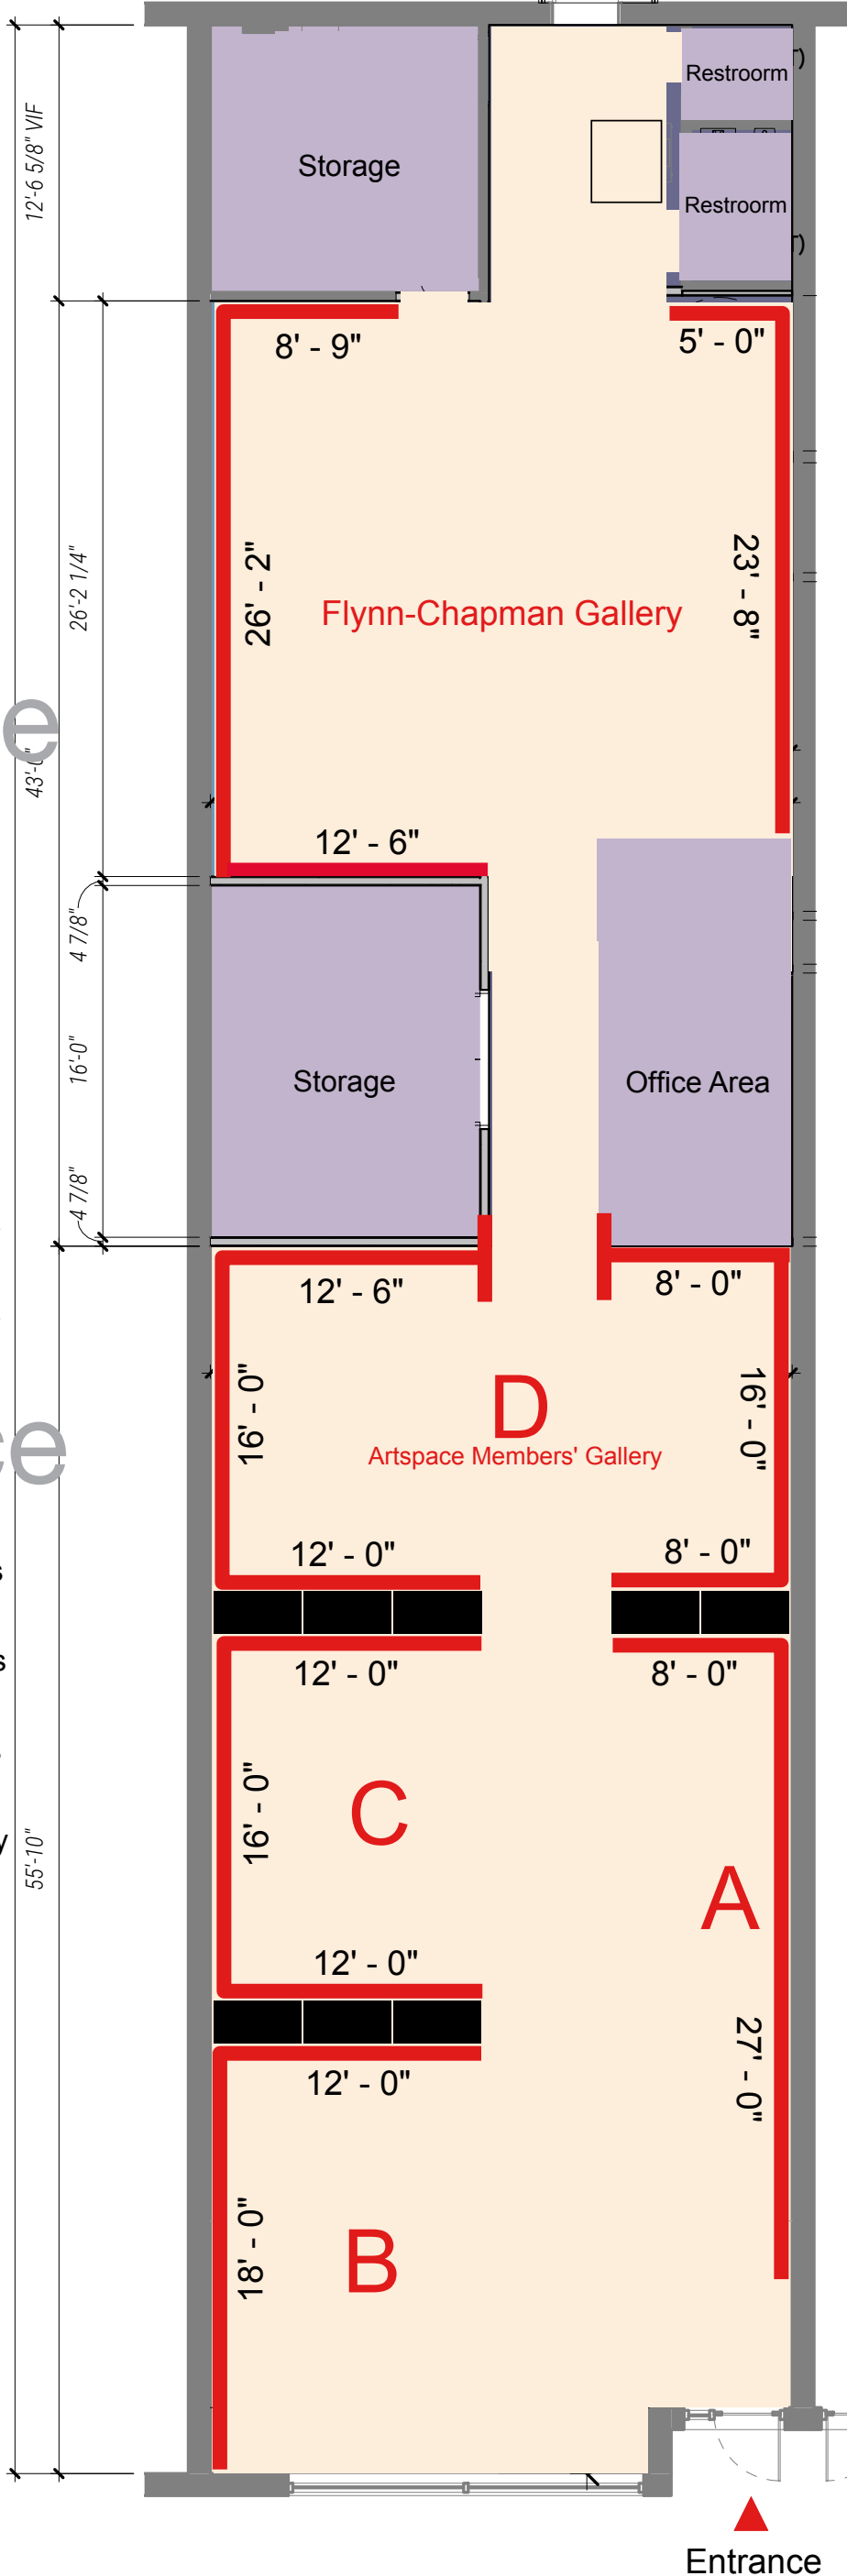 Restroorm
12'-6 5/8" VIF
Storage
Restroorm
8' - 9"
5' - 0"
26'-2 1/4"
26' - 2"
23' - 8"
Flynn-Chapman Gallery
e
43'-0"
12' - 6"
4 7/8"
16'-0"
Storage
Office Area
4 7/8"
12' - 6"
8' - 0"
16' - 0"
D
16' - 0"
ce
Artspace Members' Gallery
12' - 0"
8' - 0"
s
s
12' - 0"
8' - 0"
16' - 0"
C
y
55'-10"
A
12' - 0"
27' - 0"
12' - 0"
18' - 0"
B
Entrance